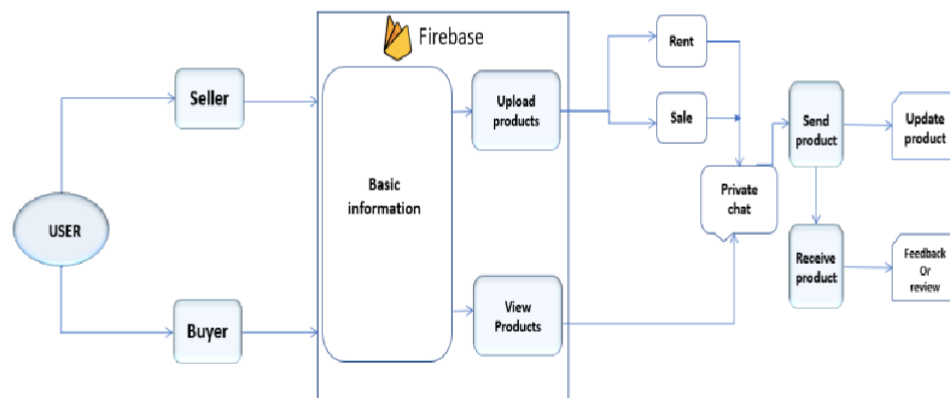 Firebase
USER
Seller
Buyer
Basic
information
Upload
products
View
Products
Rent
Sale
Private
chat
Send
product
Receive
product
Update
product
Feedback
Or
review